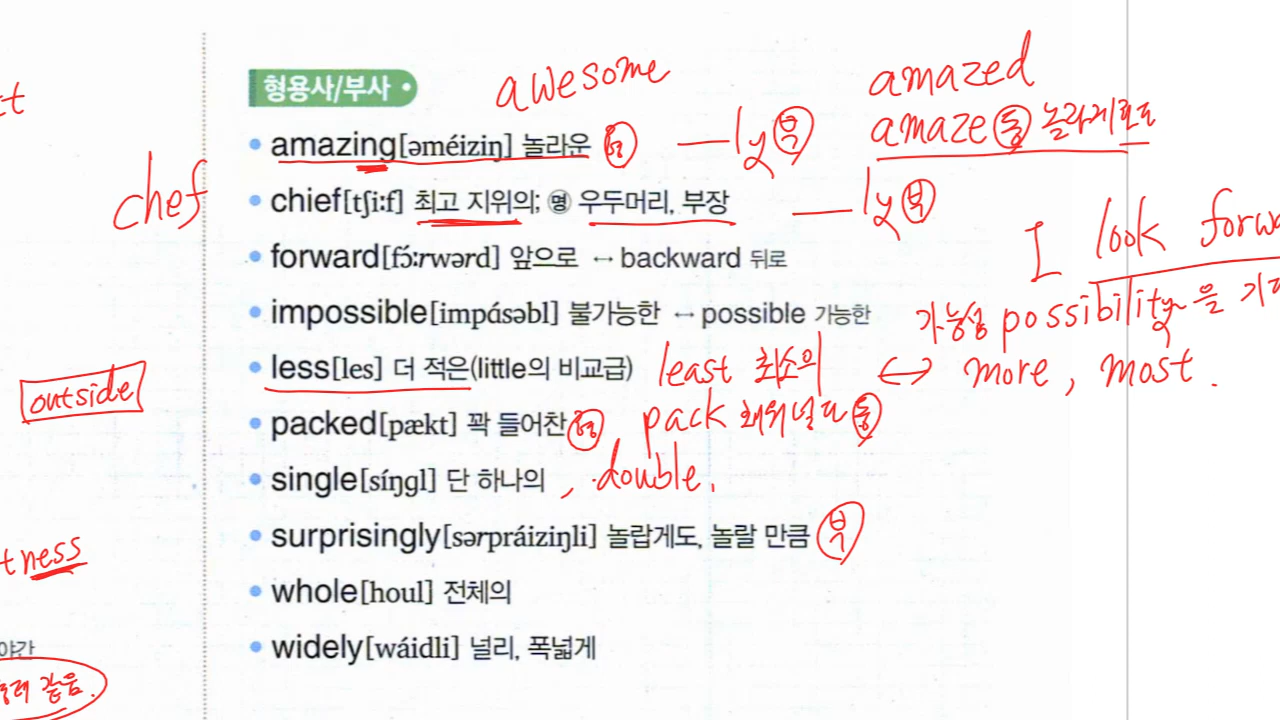 형용사/부사
awesome
amazed
amazing[əméiziŋ] 놀라운 형 ―ly 부
amaze 동 놀라게 하다
chef
chief[tʃiːf] 최고 지위의; 명 우두머리, 부장 ―ly 부
forward[fɔ́ːrwərd] 앞으로 ↔ backward 뒤로
I look forwa
impossible[impάsəbl] 불가능한 ↔ possible 가능한
가능성 possibility을
less[les] 더 적은(little의 비교급) least 최소의 ↔ more, most.
outside
packed[pækt] 꽉 들어찬 형 pack 채워넣다 동
single[síŋgl] 단 하나의, double.
surprisingly[sərpráiziŋli] 놀랍게도, 놀랄 만큼 부
tness
whole[houl] 전체의
widely[wáidli] 널리, 폭넓게
야간
같음.